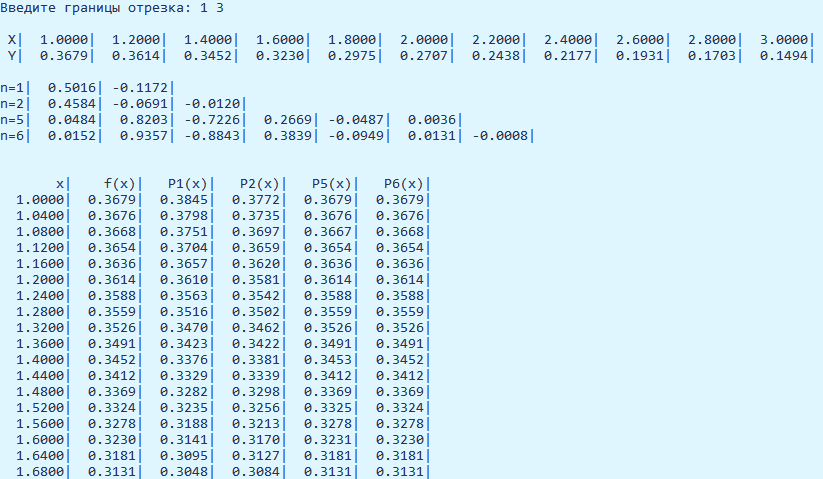 Введите границы отрезка: 1 3
X| 1.0000| 1.2000| 1.4000| 1.6000| 1.8000| 2.0000| 2.2000| 2.4000| 2.6000| 2.8000| 3.0000|
Y| 0.3679| 0.3614| 0.3452| 0.3230| 0.2975| 0.2707| 0.2438| 0.2177| 0.1931| 0.1703| 0.1494|
n=1| 0.5016| -0.1172|
n=2| 0.4584| -0.0691| -0.0120|
n=5| 0.0484| 0.8203| -0.7226| 0.2669| -0.0487| 0.0036|
n=6| 0.0152| 0.9357| -0.8843| 0.3839| -0.0949| 0.0131| -0.0008|
x| f(x)| P1(x)| P2(x)| P5(x)| P6(x)|
1.0000| 0.3679| 0.3845| 0.3772| 0.3679| 0.3679|
1.0400| 0.3676| 0.3798| 0.3735| 0.3676| 0.3676|
1.0800| 0.3668| 0.3751| 0.3697| 0.3667| 0.3668|
1.1200| 0.3654| 0.3704| 0.3659| 0.3654| 0.3654|
1.1600| 0.3636| 0.3657| 0.3620| 0.3636| 0.3636|
1.2000| 0.3614| 0.3610| 0.3581| 0.3614| 0.3614|
1.2400| 0.3588| 0.3563| 0.3542| 0.3588| 0.3588|
1.2800| 0.3559| 0.3516| 0.3502| 0.3559| 0.3559|
1.3200| 0.3526| 0.3470| 0.3462| 0.3526| 0.3526|
1.3600| 0.3491| 0.3423| 0.3422| 0.3491| 0.3491|
1.4000| 0.3452| 0.3376| 0.3381| 0.3453| 0.3452|
1.4400| 0.3412| 0.3329| 0.3339| 0.3412| 0.3412|
1.4800| 0.3369| 0.3282| 0.3298| 0.3369| 0.3369|
1.5200| 0.3324| 0.3235| 0.3256| 0.3325| 0.3324|
1.5600| 0.3278| 0.3188| 0.3213| 0.3278| 0.3278|
1.6000| 0.3230| 0.3141| 0.3170| 0.3231| 0.3230|
1.6400| 0.3181| 0.3095| 0.3127| 0.3181| 0.3181|
1.6800| 0.3131| 0.3048| 0.3084| 0.3131| 0.3131|